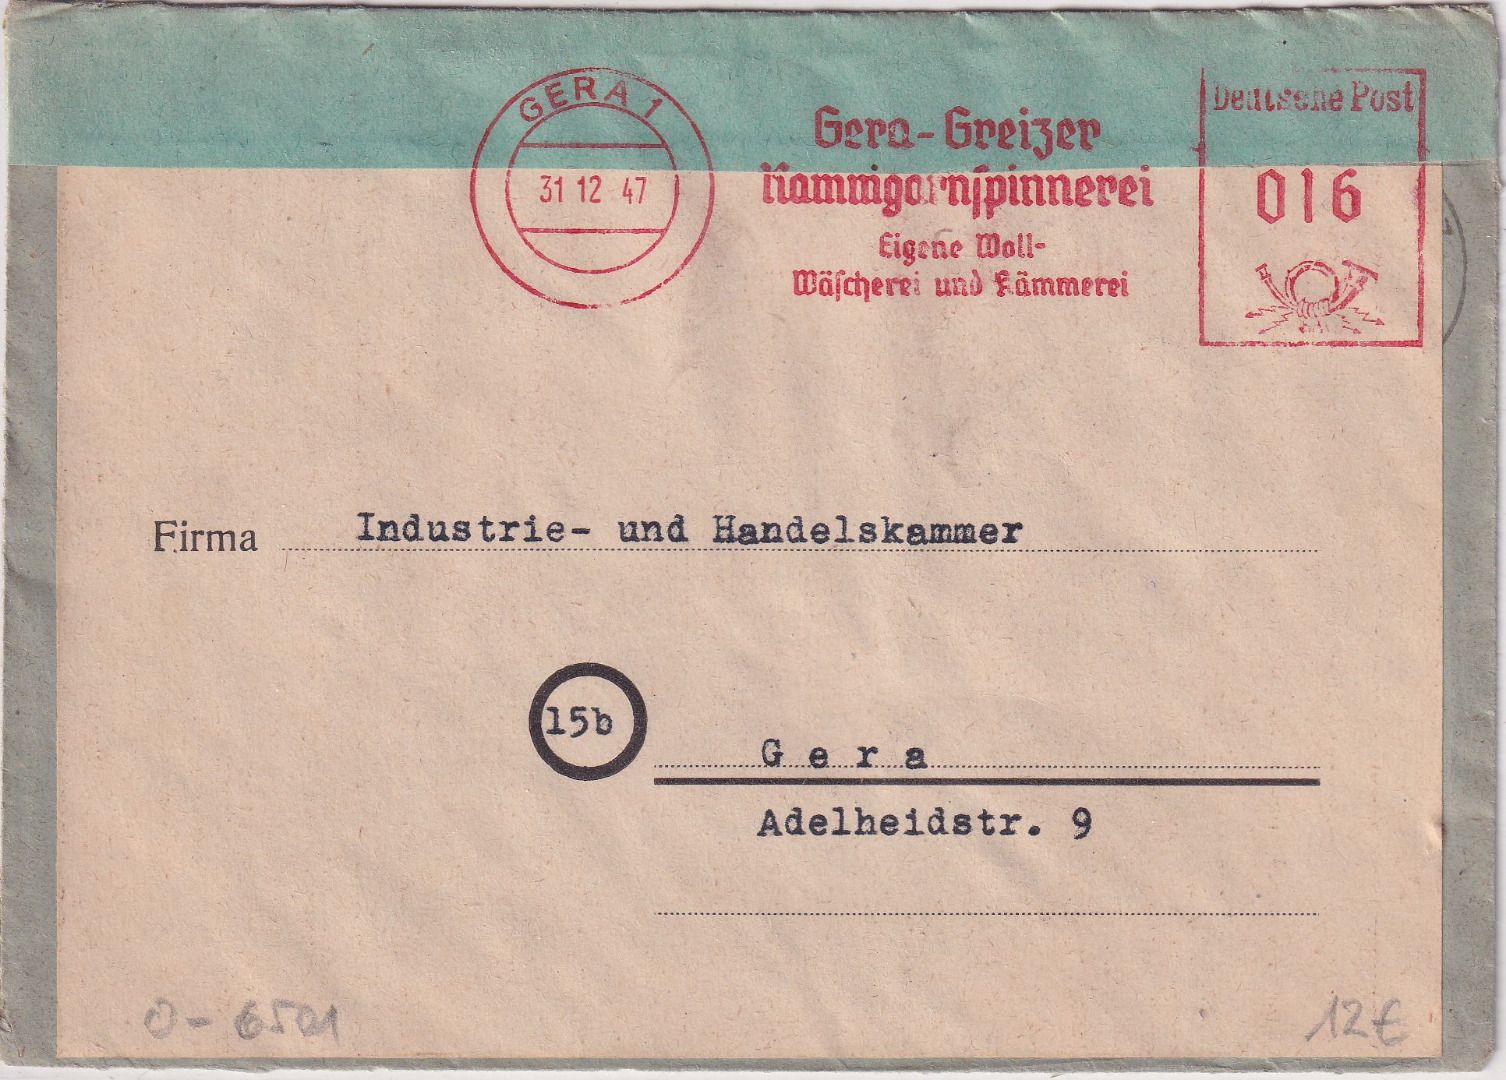 GERA 1
31 12 47
Gera-Greizer
Kammgarnspinnerei
Eigene Woll-
Wäscherei und Kämmerei
Deutsche Post
016
Firma Industrie- und Handelskammer
15b
Gera
Adelheidstr. 9
O-6501
12€